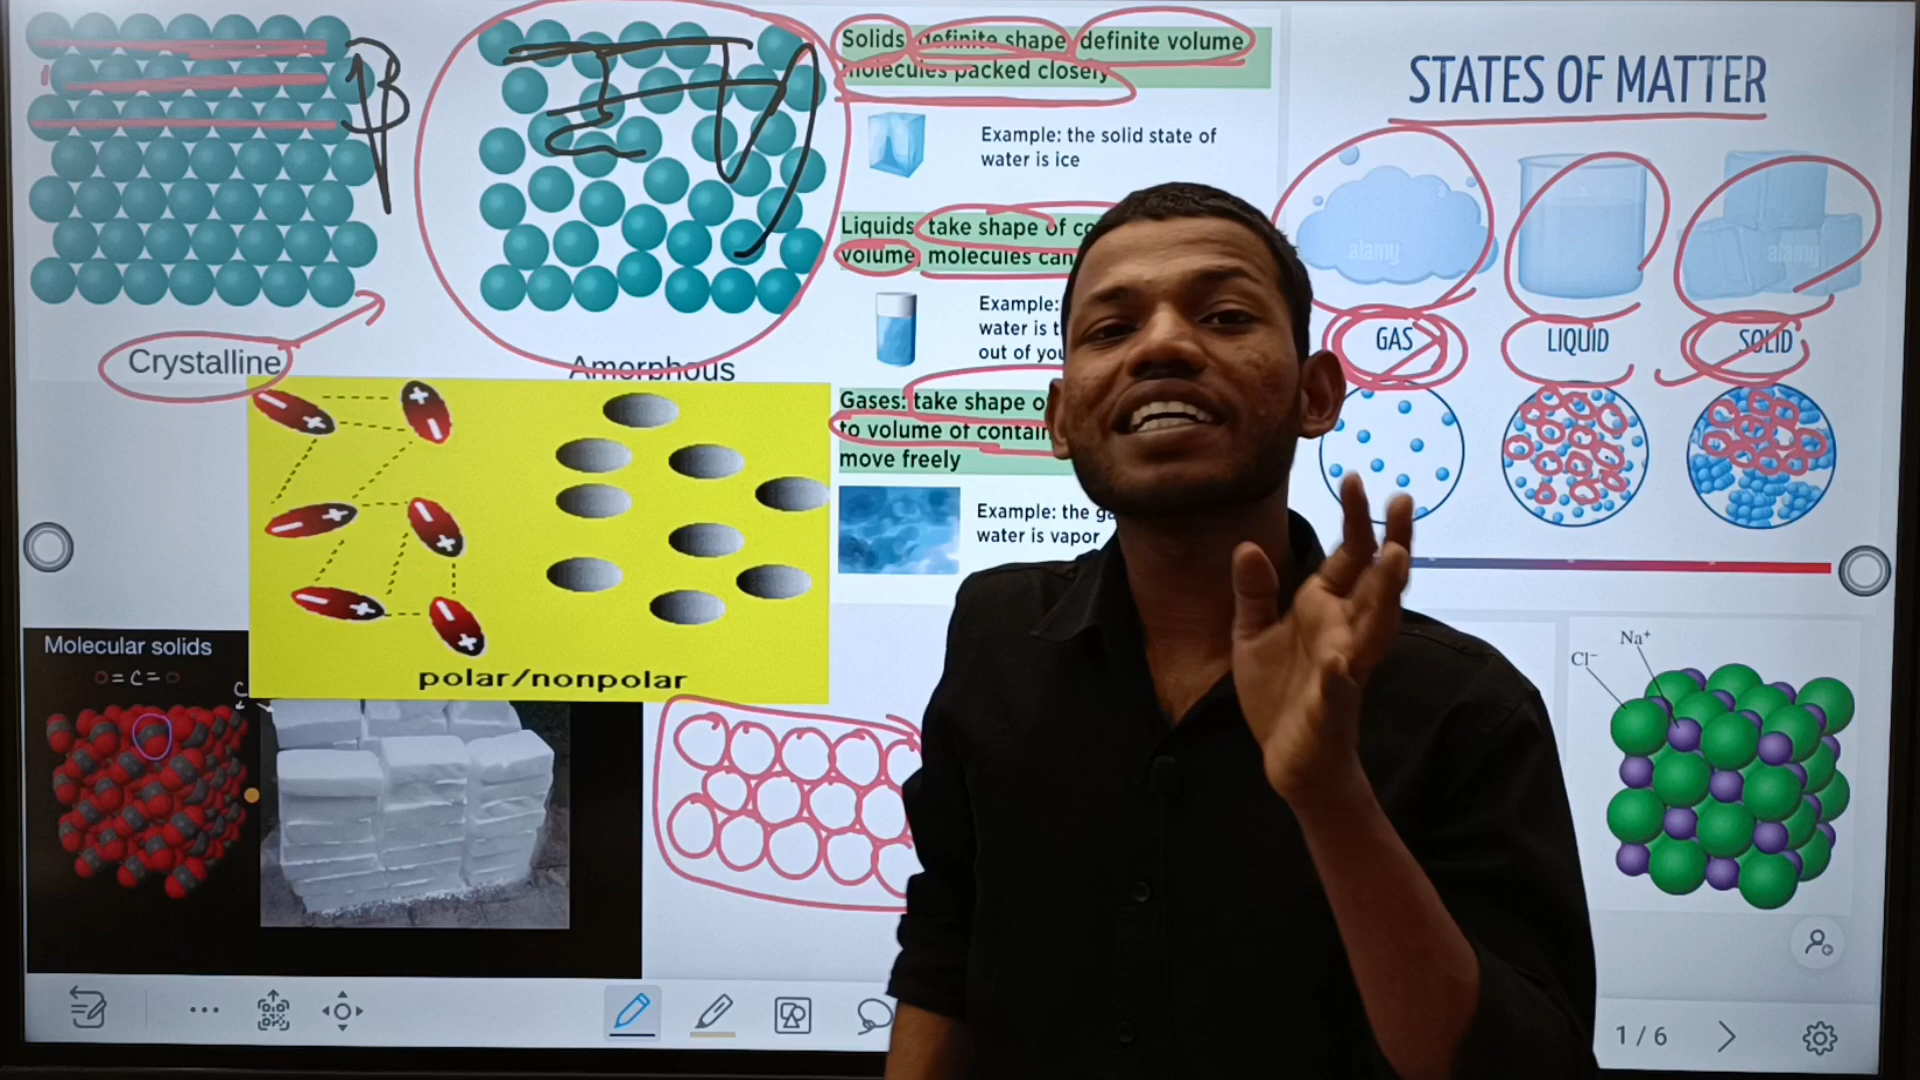 Solids: definite shape, definite volume
molecules packed closely
Example: the solid state of
water is ice
Liquids: take shape of
volume, molecules can
Example:
water is
out of
Gases: take shape
to volume of
move freely
Example: the
water is vapor
STATES OF MATTER
alamy
alamy
GAS
LIQUID
SOLID
Crystalline
Amorphous
polar/nonpolar
Molecular solids
O=C=O
C
Na⁺
Cl⁻
1/6